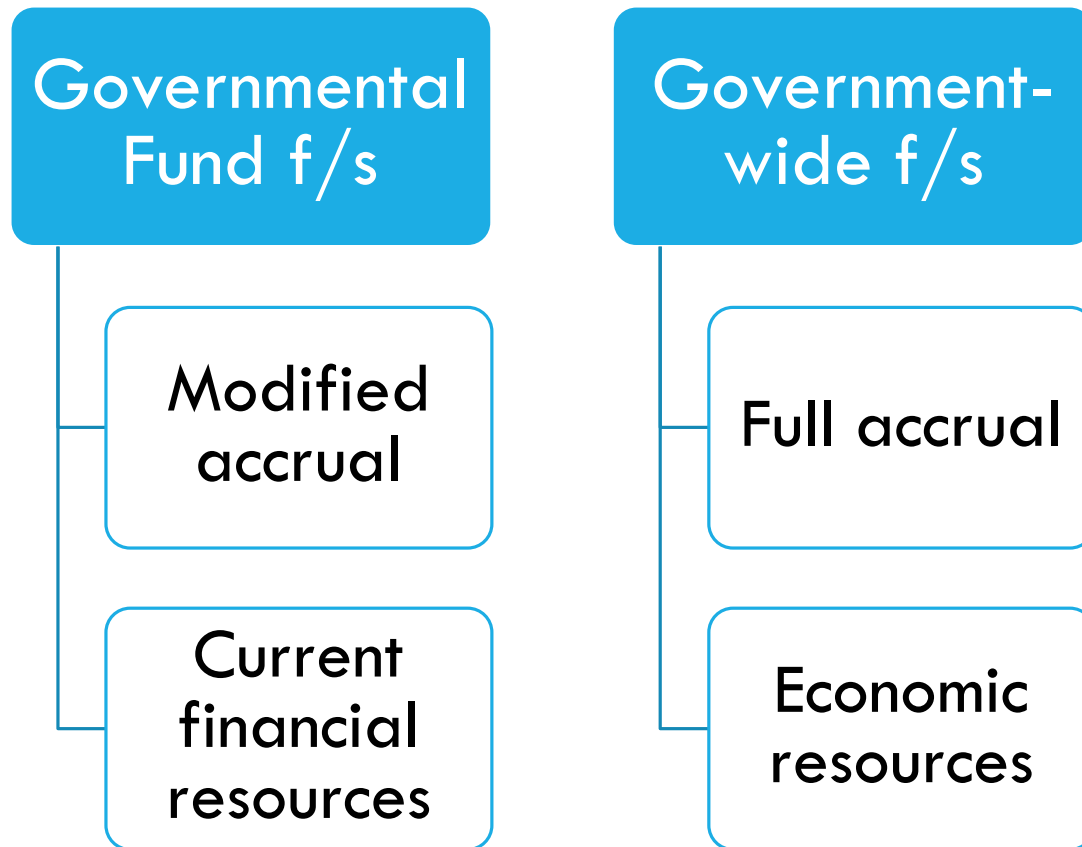 Governmental
Fund f/s
Modified
accrual
Current
financial
resources
Government-
wide f/s
Full accrual
Economic
resources